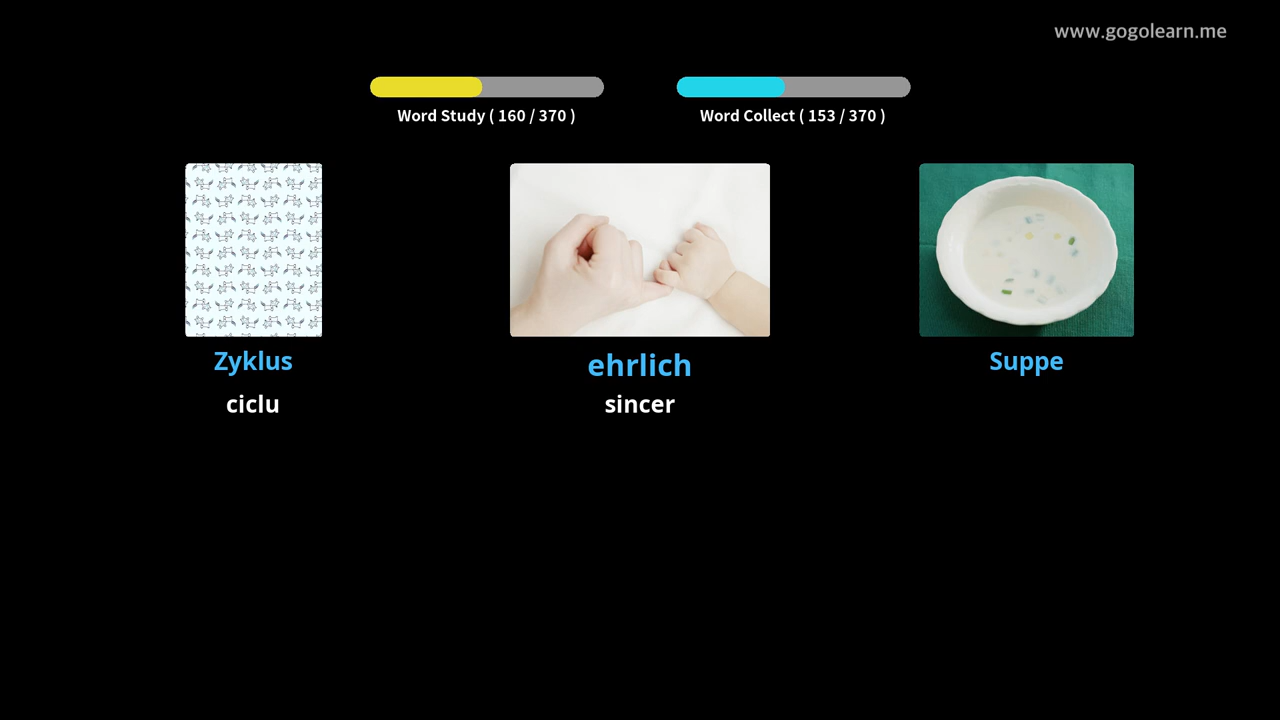 www.gogolearn.me
Word Study ( 160 / 370 )
Word Collect ( 153 / 370 )
Zyklus
ehrlich
Suppe
ciclu
sincer